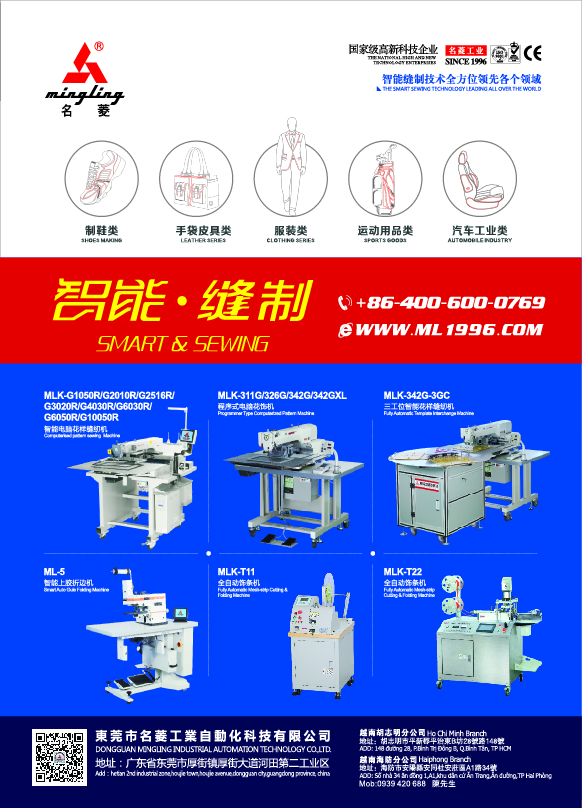 ®
mingling
名 菱
国家级高新科技企业
THE NATIONAL HIGH AND NEW
TECHNOLOGY ENTERPRISES
名菱工业
SINCE 1996
CE
智能缝制技术全方位领先各个领域
THE SMART SEWING TECHNOLOGY LEADING ALL OVER THE WORLD
制鞋类
SHOES MAKING
手袋皮具类
LEATHER SERIES
服装类
CLOTHING SERIES
运动用品类
SPORTS GOODS
汽车工业类
AUTOMOBILE INDUSTRY
智能·缝制
SMART & SEWING
+86-400-600-0769
WWW.ML1996.COM
MLK-G1050R/G2010R/G2516R/
G3020R/G4030R/G6030R/
G6050R/G10050R
智能电脑花样缝纫机
Computerised pattern sewing Machine
MLK-311G/326G/342G/342GXL
程序式电脑花饰机
Programmer Type Computerized Pattern Machine
MLK-342G-3GC
三工位智能花样缝纫机
Fully Automatic Template Interchange Machine
ML-5
智能上胶折边机
Smart Auto Gule Folding Machine
MLK-T11
全自动饰条机
Fully Automatic Mesh-strip Cutting &
Folding Machine
MLK-T22
全自动饰条机
Fully Automatic Mesh-strip
Cutting & Folding Machine
東莞市名菱工業自動化科技有限公司
DONGGUAN MINGLING INDUSTRIAL AUTOMATION TECHNOLOGY CO.,LTD.
地址：广东省东莞市厚街镇厚街大道河田第二工业区
Add：hetian 2nd industrial zone,houjie town,houjie avenue,dongguan city,guangdong province, china
越南胡志明分公司 Ho Chi Minh Branch
地址：胡志明市平新郡平治東B坊28號路148號
ADD: 148 đường 28, P.Bình Trị Đông B, Q.Bình Tân, TP HCM
越南海防分公司 Haiphong Branch
地址：海防市安陽縣安同社安莊區A1路34號
ADD: Số nhà 34 ân đồng 1,A1,khu dân cư Ân Trang,Ân đường,TP Hải Phòng
Mob:0939 420 688 陳先生